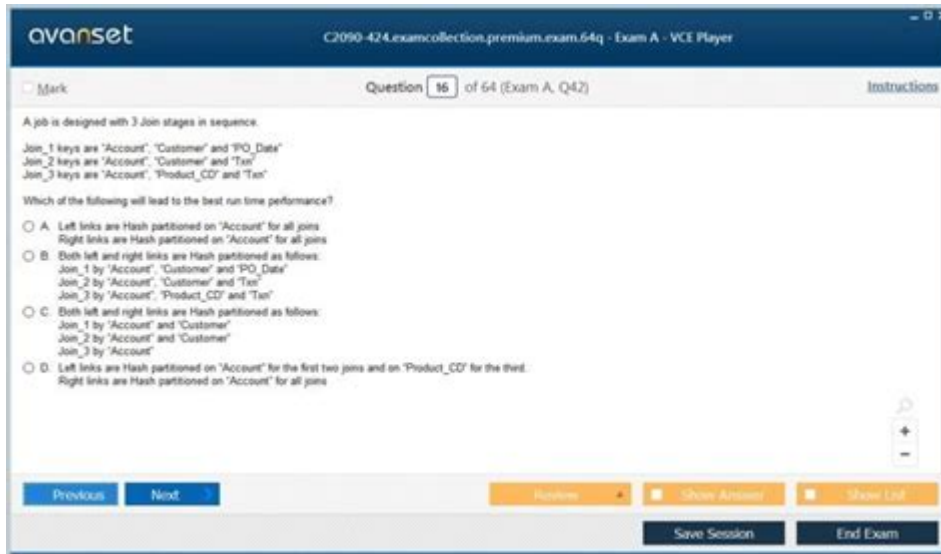 avanset
C2090-424.examcollection.premium.exam.64q - Exam A - VCE Player
Mark
Question 16 of 64 (Exam A, Q42)
Instructions
A job is designed with 3 Join stages in sequence.
Join_1 keys are "Account", "Customer" and "PO_Date"
Join_2 keys are "Account", "Customer" and "Txn"
Join_3 keys are "Account", "Product_CD" and "Txn"
Which of the following will lead to the best run time performance?
A. Left links are Hash partitioned on "Account" for all joins
Right links are Hash partitioned on "Account" for all joins
B. Both left and right links are Hash partitioned as follows:
Join_1 by "Account", "Customer" and "PO_Date"
Join_2 by "Account", "Customer" and "Txn"
Join_3 by "Account", "Product_CD" and "Txn"
C. Both left and right links are Hash partitioned as follows:
Join_1 by "Account" and "Customer"
Join_2 by "Account" and "Customer"
Join_3 by "Account"
D. Left links are Hash partitioned on "Account" for the first two joins and on "Product_CD" for the third.
Right links are Hash partitioned on "Account" for all joins
+
−
Previous
Next
Review
Show Answer
Show List
Save Session
End Exam